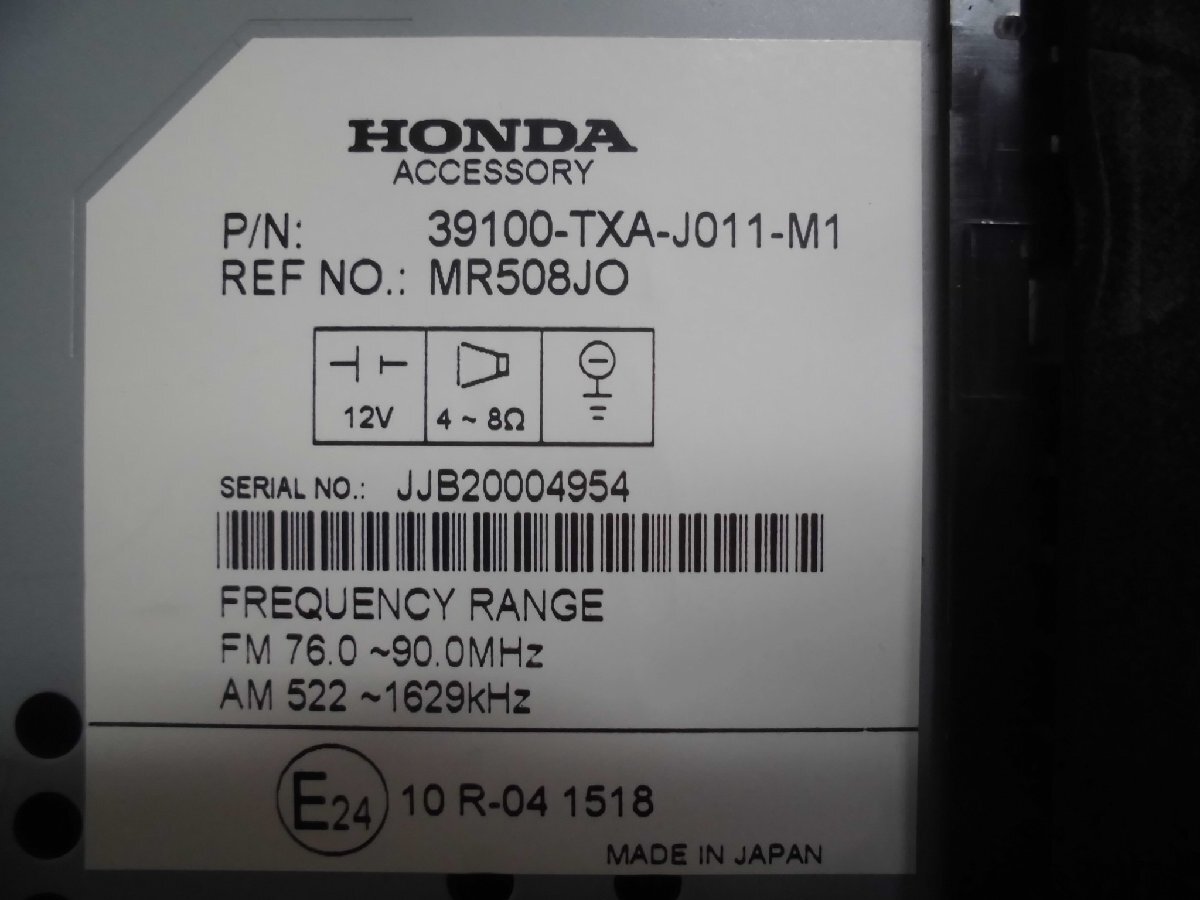 HONDA
ACCESSORY
P/N: 39100-TXA-J011-M1
REF NO.: MR508JO
12V 4 ~ 8Ω
SERIAL NO.: JJB20004954
FREQUENCY RANGE
FM 76.0 ~90.0MHz
AM 522 ~1629kHz
E24 10 R-04 1518
MADE IN JAPAN